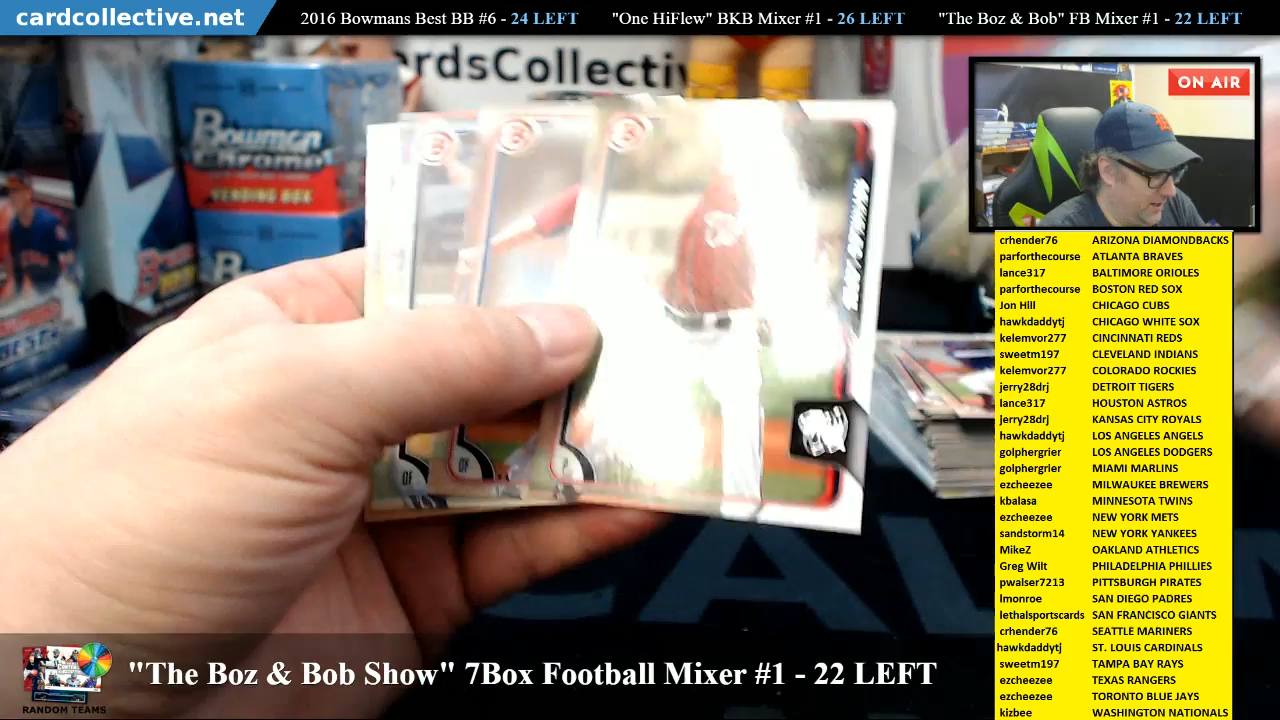 cardcollective.net
2016 Bowmans Best BB #6 - 24 LEFT "One HiFlew" BKB Mixer #1 - 26 LEFT "The Boz & Bob" FB Mixer #1 - 22 LEFT
rdsCollectiv
ON AIR
Bowman
Chrome
VENDING BOX
B
BEST
OF
crhender76 ARIZONA DIAMONDBACKS
parforthecourse ATLANTA BRAVES
lance317 BALTIMORE ORIOLES
parforthecourse BOSTON RED SOX
Jon Hill CHICAGO CUBS
hawkdaddytj CHICAGO WHITE SOX
kelemvor277 CINCINNATI REDS
sweetm197 CLEVELAND INDIANS
kelemvor277 COLORADO ROCKIES
jerry28drj DETROIT TIGERS
lance317 HOUSTON ASTROS
jerry28drj KANSAS CITY ROYALS
hawkdaddytj LOS ANGELES ANGELS
golphergrier LOS ANGELES DODGERS
golphergrier MIAMI MARLINS
ezcheezee MILWAUKEE BREWERS
kbalasa MINNESOTA TWINS
ezcheezee NEW YORK METS
sandstorm14 NEW YORK YANKEES
MikeZ OAKLAND ATHLETICS
Greg Wilt PHILADELPHIA PHILLIES
pwalser7213 PITTSBURGH PIRATES
lmonroe SAN DIEGO PADRES
lethalsportscards SAN FRANCISCO GIANTS
crhender76 SEATTLE MARINERS
hawkdaddytj ST. LOUIS CARDINALS
sweetm197 TAMPA BAY RAYS
ezcheezee TEXAS RANGERS
ezcheezee TORONTO BLUE JAYS
kizbee WASHINGTON NATIONALS
"The Boz & Bob Show" 7Box Football Mixer #1 - 22 LEFT
RANDOM TEAMS